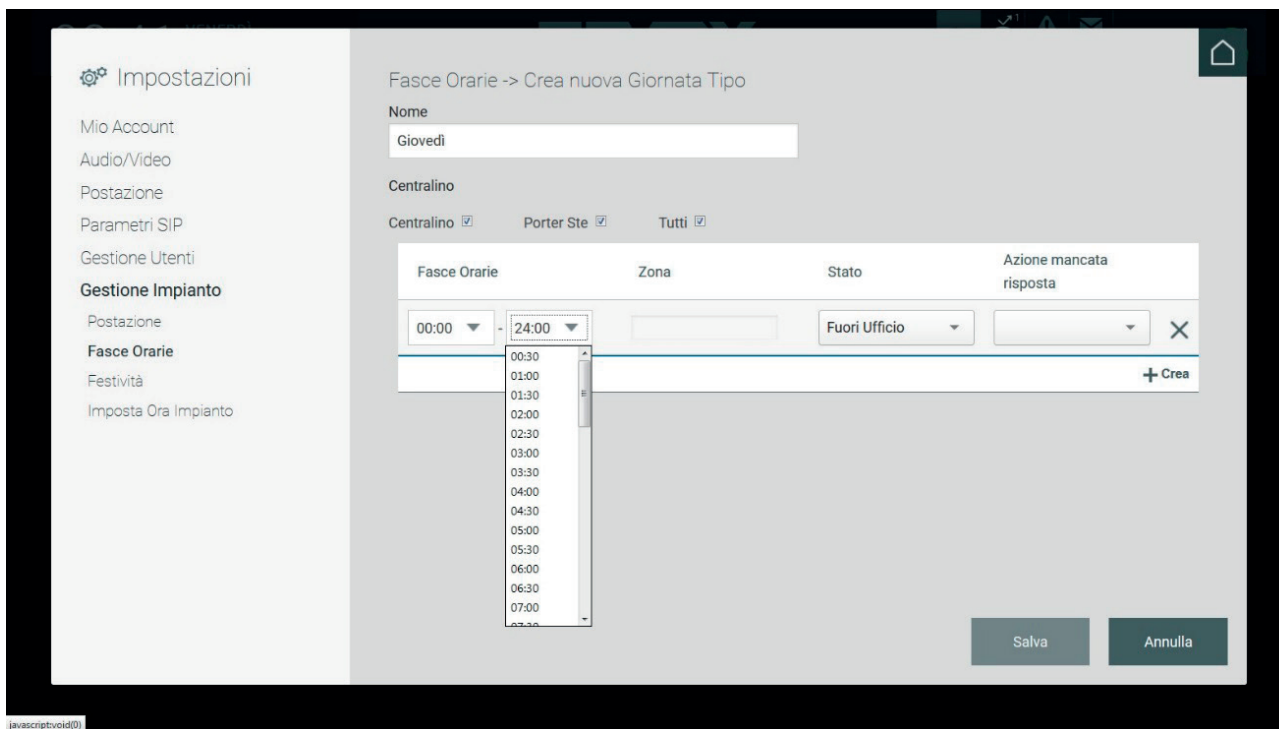 VENERDÌ
Impostazioni
Mio Account
Audio/Video
Postazione
Parametri SIP
Gestione Utenti
Gestione Impianto
Postazione
Fasce Orarie
Festività
Imposta Ora Impianto
Fasce Orarie -> Crea nuova Giornata Tipo
Nome
Giovedì
Centralino
Centralino Porter Ste Tutti
Fasce Orarie Zona Stato Azione mancata risposta
00:00 - 24:00 Fuori Ufficio
00:30
01:00
01:30
02:00
02:30
03:00
03:30
04:00
04:30
05:00
05:30
06:00
06:30
07:00
07:30
Crea
Salva Annulla
javascript:void(0)